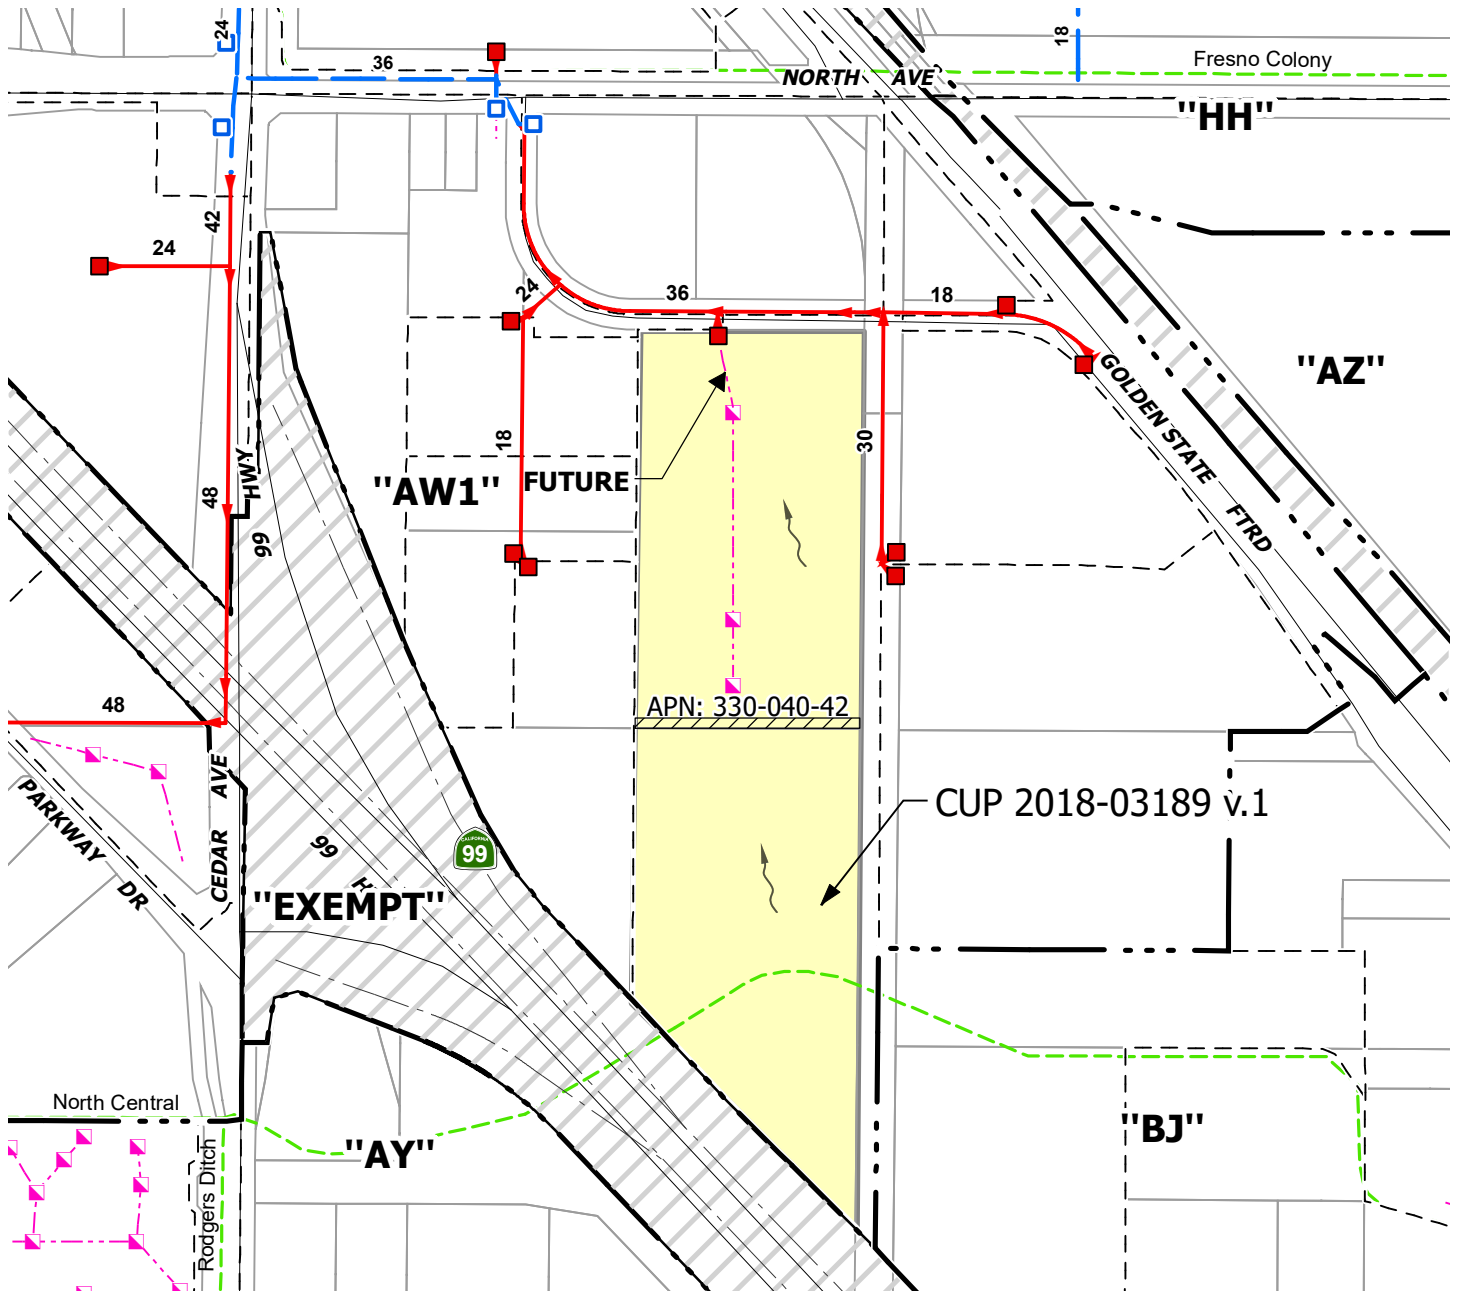 24
18
Fresno Colony
36
NORTH AVE
"HH"
42
24
24
36
18
GOLDEN STATE FTRD
"AZ"
HWY 99
48
18
"AW1"
FUTURE
30
48
APN: 330-040-42
PARKWAY DR
CEDAR AVE
99 H
CALIFORNIA
99
CUP 2018-03189 v.1
"EXEMPT"
North Central
Rodgers Ditch
"AY"
"BJ"